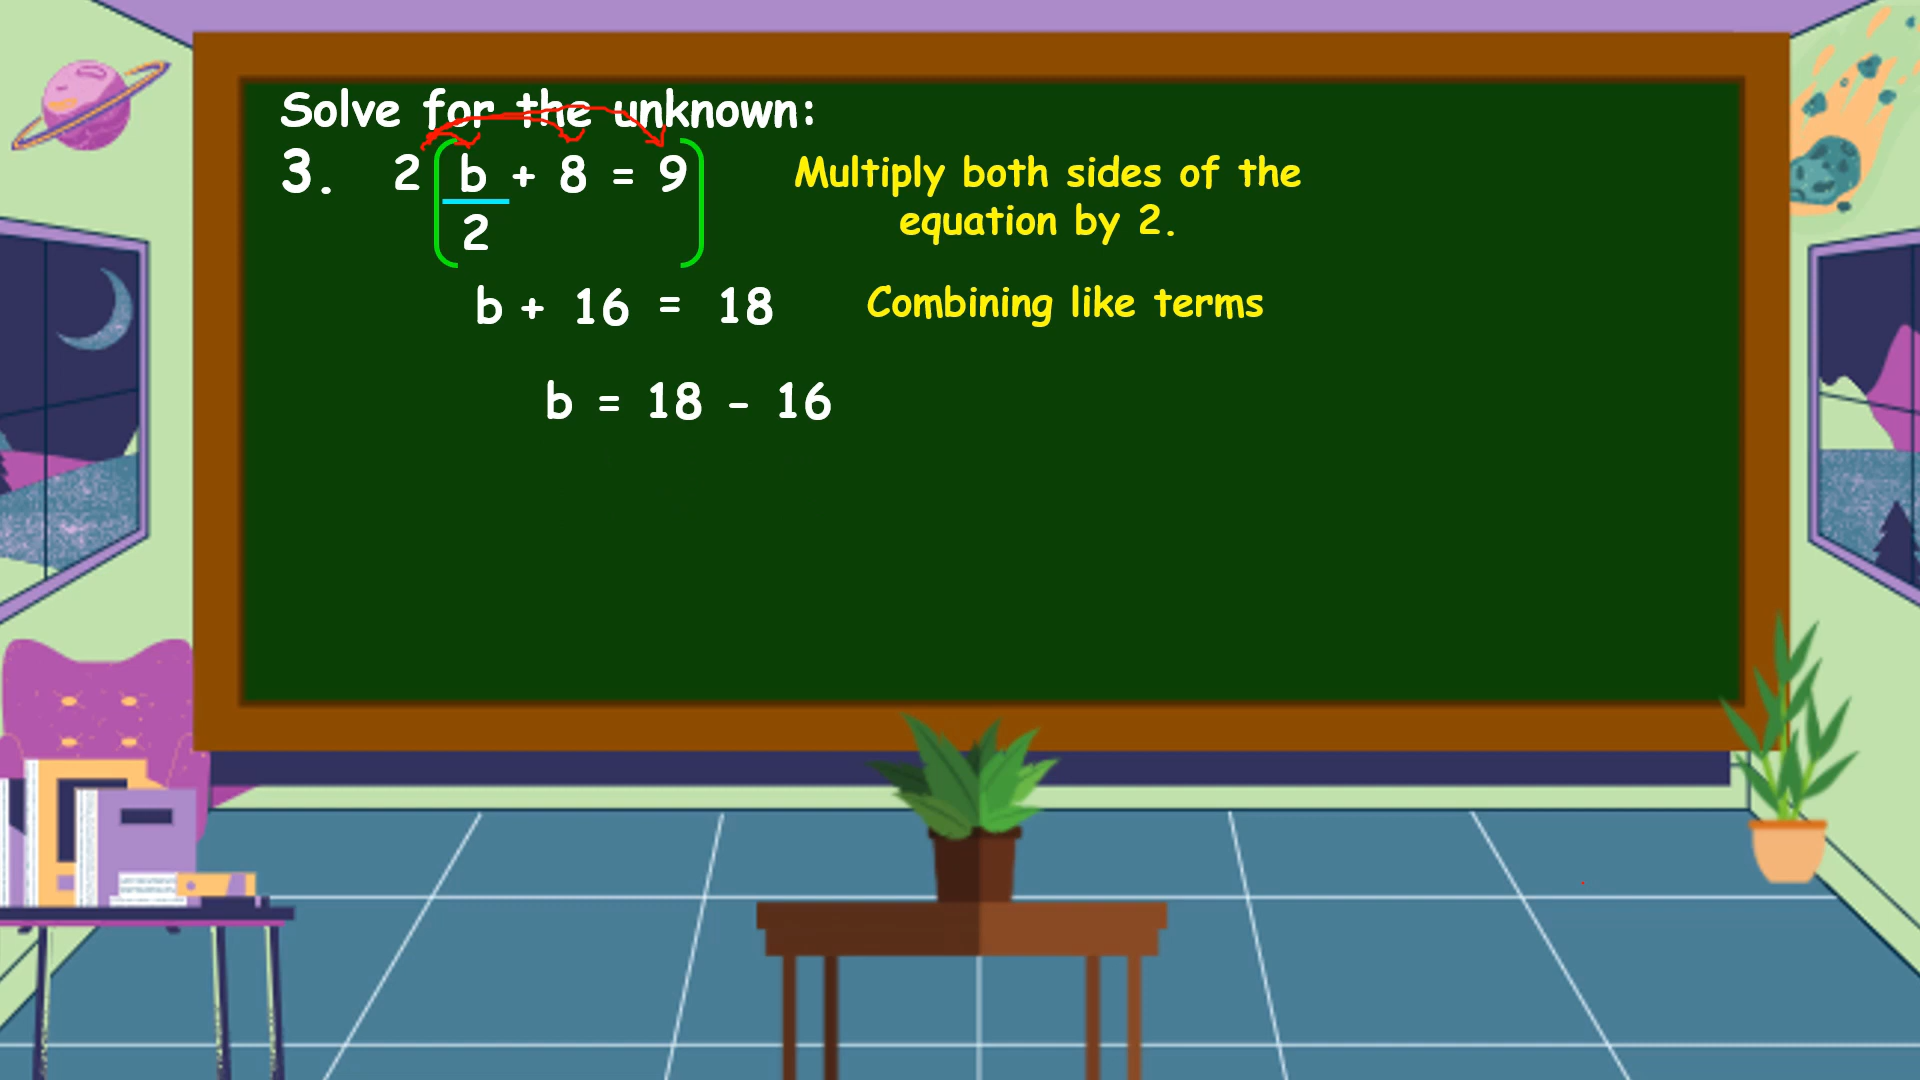 Solve for the unknown:
3. 2 ( b/2 + 8 = 9 )
Multiply both sides of the
equation by 2.
b + 16 = 18
Combining like terms
b = 18 - 16